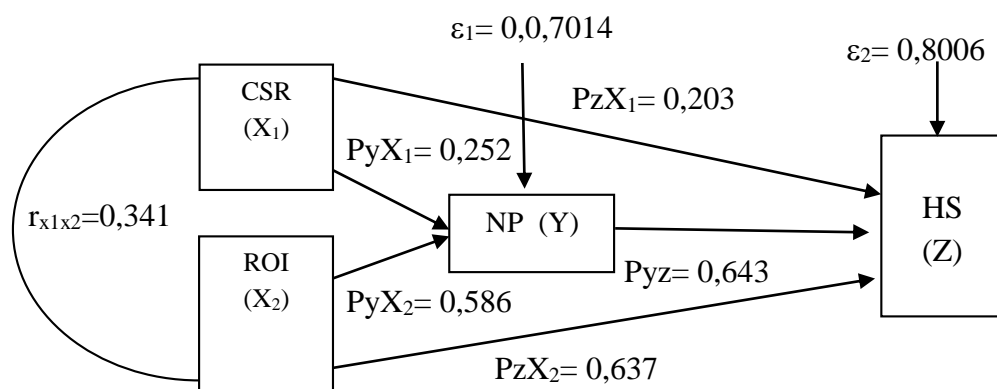 ε₁= 0,0,7014
ε₂= 0,8006
CSR
(X₁)
PzX₁= 0,203
PyX₁= 0,252
rₓ₁ₓ₂=0,341
NP (Y)
HS
(Z)
ROI
(X₂)
Pyz= 0,643
PyX₂= 0,586
PzX₂= 0,637